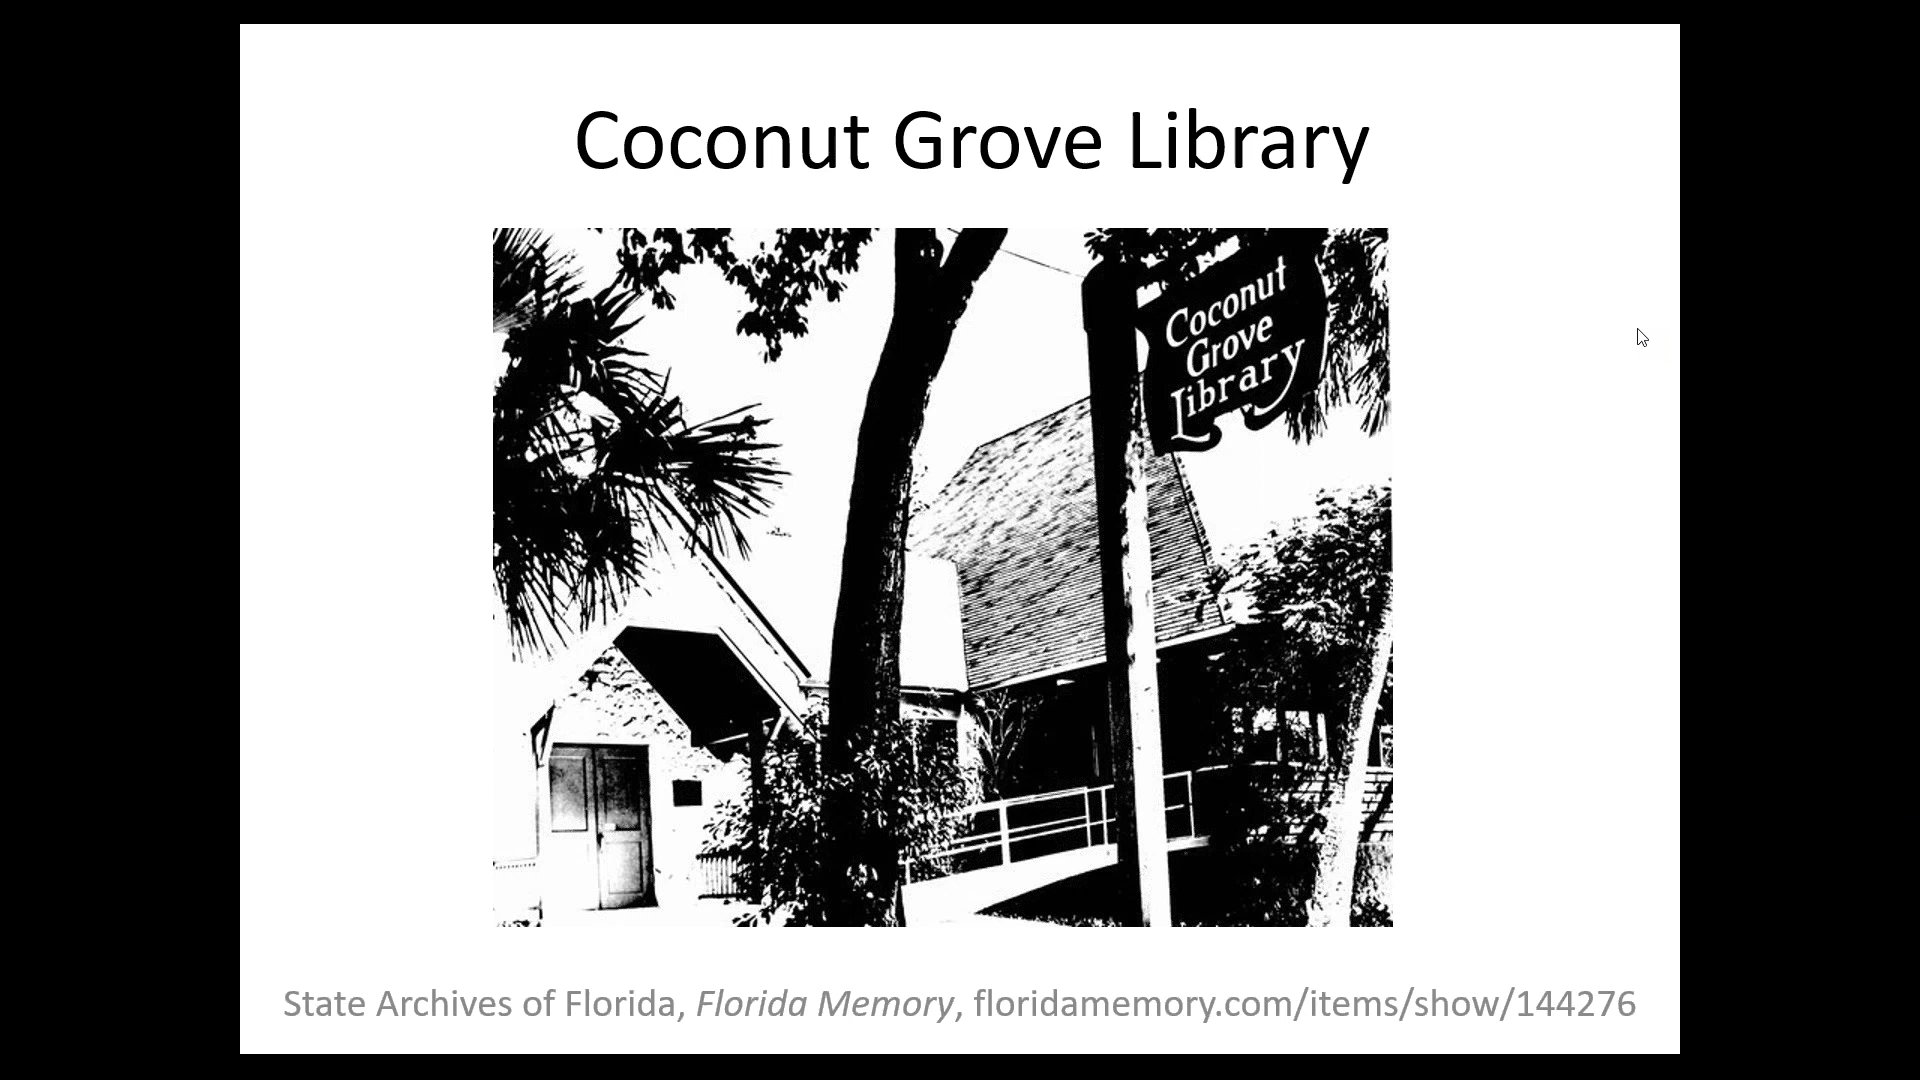 Coconut Grove Library
Coconut
Grove
Library
State Archives of Florida, Florida Memory, floridamemory.com/items/show/144276